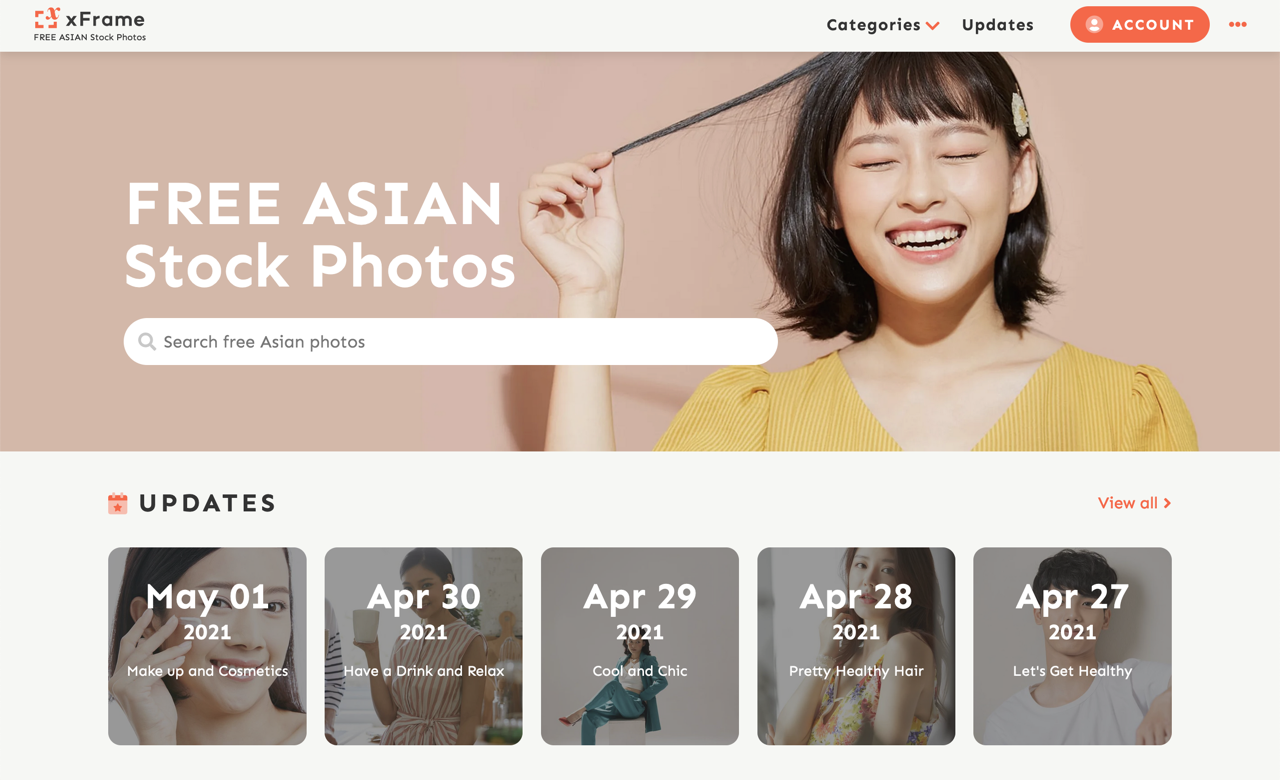 xFrame
FREE ASIAN Stock Photos
Categories
Updates
ACCOUNT
FREE ASIAN
Stock Photos
Search free Asian photos
UPDATES
View all
May 01
2021
Make up and Cosmetics
Apr 30
2021
Have a Drink and Relax
Apr 29
2021
Cool and Chic
Apr 28
2021
Pretty Healthy Hair
Apr 27
2021
Let's Get Healthy